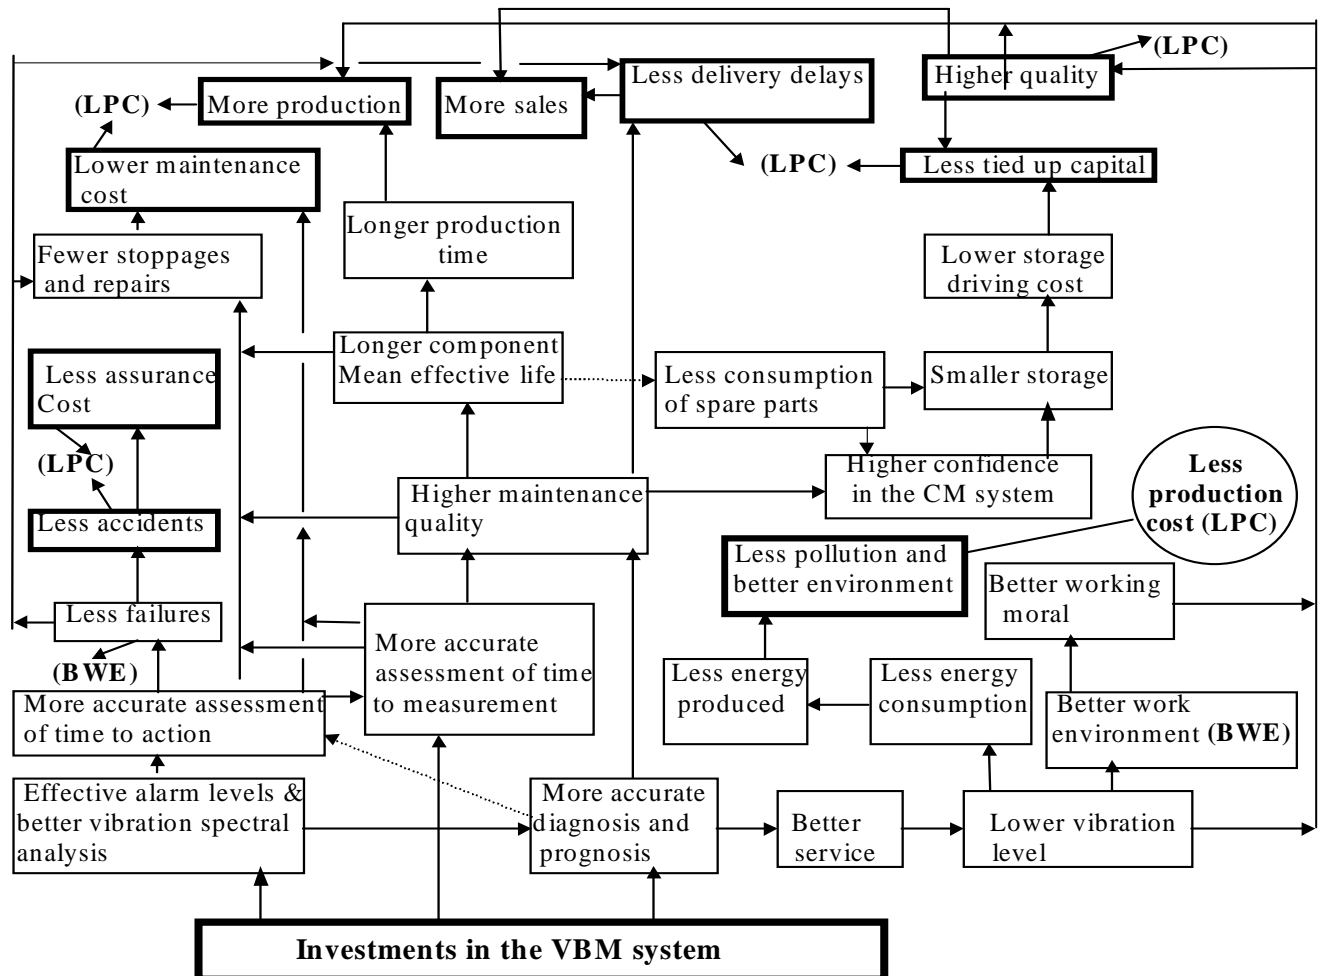 (LPC)
Less delivery delays
Higher quality
(LPC)
More production
More sales
(LPC)
Less tied up capital
Lower maintenance
cost
Longer production
time
Fewer stoppages
and repairs
Lower storage
driving cost
Longer component
Mean effective life
Less consumption
of spare parts
Smaller storage
Less assurance
Cost
(LPC)
Higher confidence
in the CM system
Less
production
cost (LPC)
Higher maintenance
quality
Less accidents
Less pollution and
better environment
Better working
moral
Less failures
(BWE)
More accurate
assessment of time
to measurement
Less energy
produced
Less energy
consumption
More accurate assessment
of time to action
Better work
environment (BWE)
Effective alarm levels &
better vibration spectral
analysis
More accurate
diagnosis and
prognosis
Better
service
Lower vibration
level
Investments in the VBM system